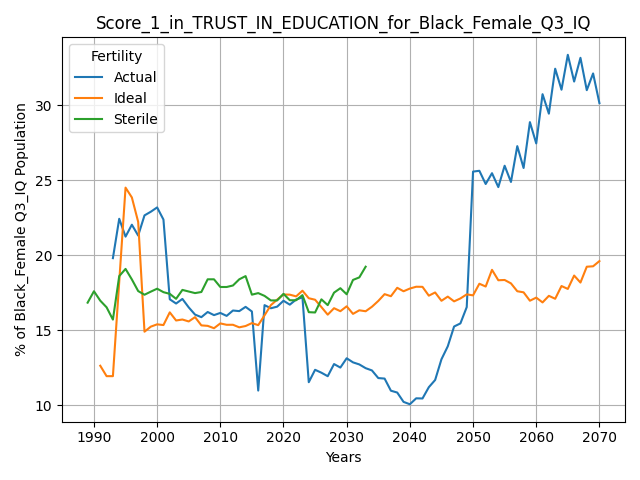 Score_1_in_TRUST_IN_EDUCATION_for_Black_Female_Q3_IQ
Fertility
Actual
Ideal
Sterile
% of Black_Female Q3_IQ Population
30
25
20
15
10
1990
2000
2010
2020
2030
2040
2050
2060
2070
Years